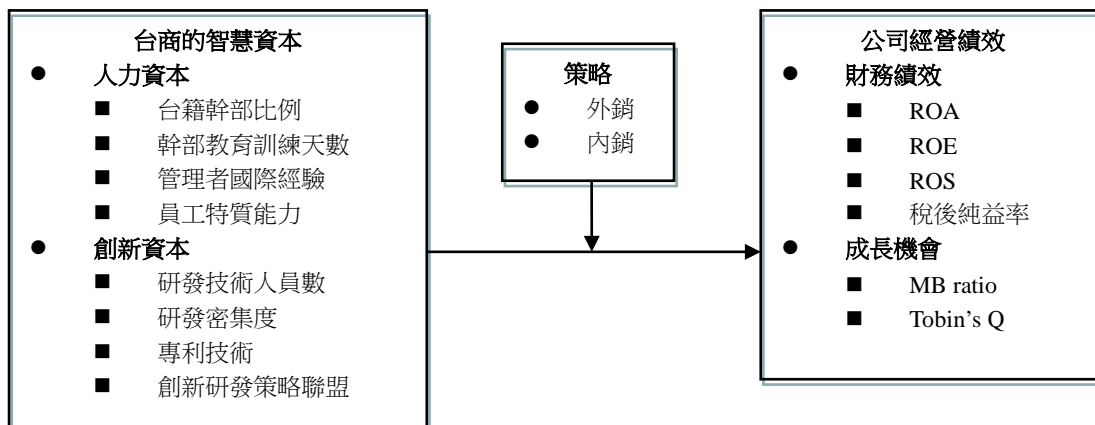 台商的智慧資本
● 人力資本
■ 台籍幹部比例
■ 幹部教育訓練天數
■ 管理者國際經驗
■ 員工特質能力
● 創新資本
■ 研發技術人員數
■ 研發密集度
■ 專利技術
■ 創新研發策略聯盟
策略
● 外銷
● 內銷
公司經營績效
● 財務績效
■ ROA
■ ROE
■ ROS
■ 稅後純益率
● 成長機會
■ MB ratio
■ Tobin’s Q